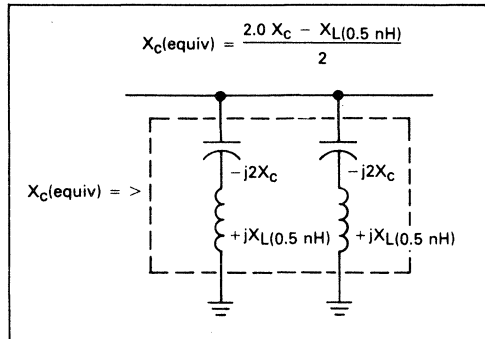 Xc(equiv) = 2.0 Xc − XL(0.5 nH)
2
−j2Xc −j2Xc
Xc(equiv) = >
+jXL(0.5 nH) +jXL(0.5 nH)